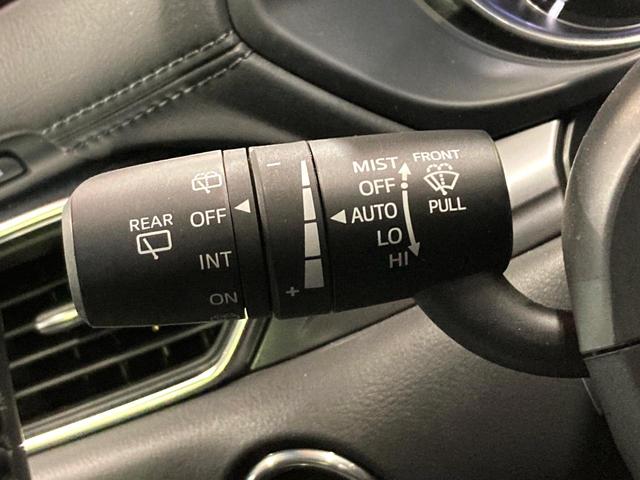 REAR
OFF
INT
ON
−
+
MIST
OFF
AUTO
LO
HI
FRONT
PULL